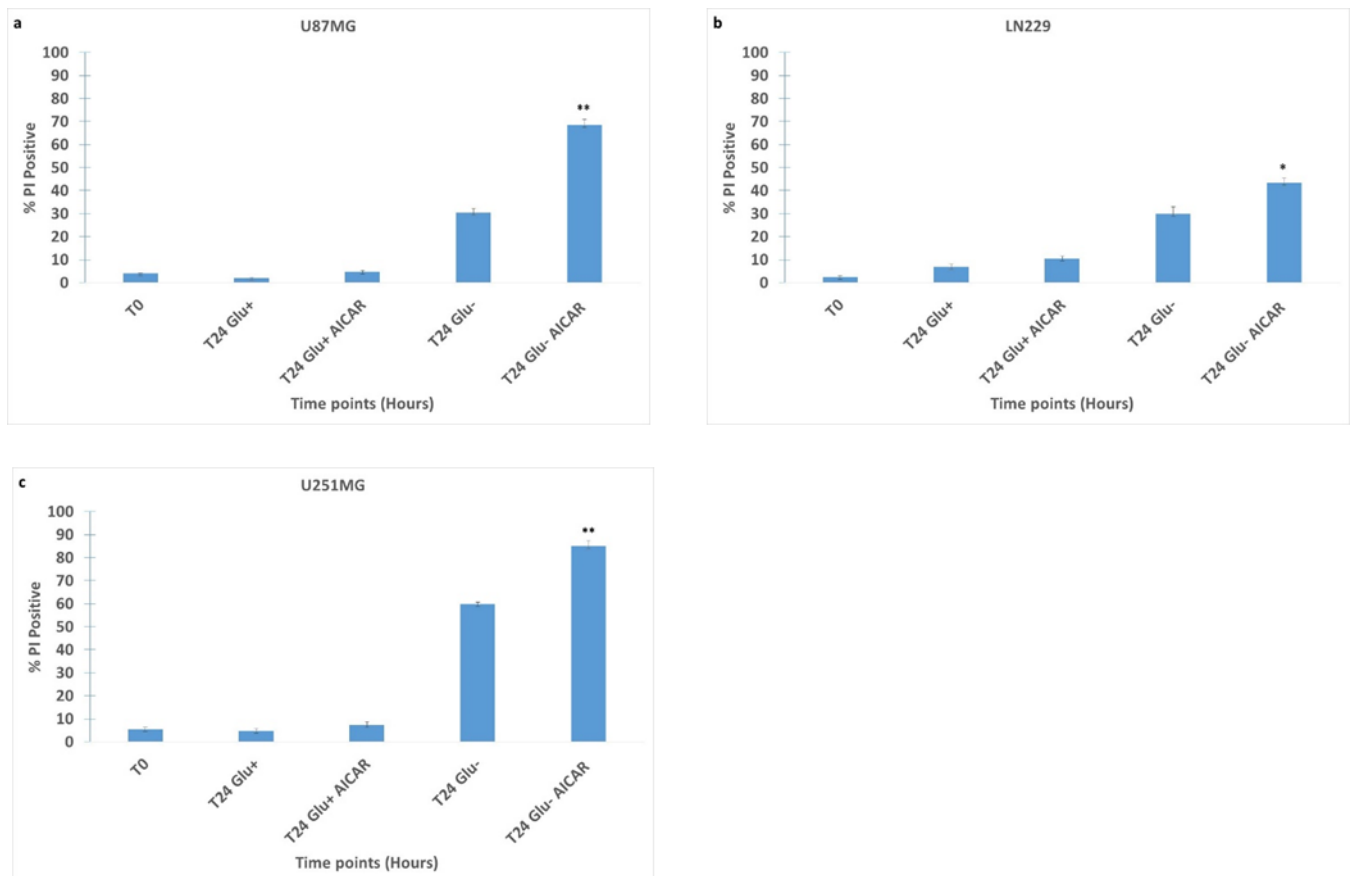 a
U87MG
% PI Positive
100
90
80
70
60
50
40
30
20
10
0
**
T0
T24 Glu+
T24 Glu+ AICAR
T24 Glu-
T24 Glu- AICAR
Time points (Hours)
b
LN229
% PI Positive
100
90
80
70
60
50
40
30
20
10
0
*
T0
T24 Glu+
T24 Glu+ AICAR
T24 Glu-
T24 Glu- AICAR
Time points (Hours)
c
U251MG
% PI Positive
100
90
80
70
60
50
40
30
20
10
0
**
T0
T24 Glu+
T24 Glu+ AICAR
T24 Glu-
T24 Glu- AICAR
Time points (Hours)